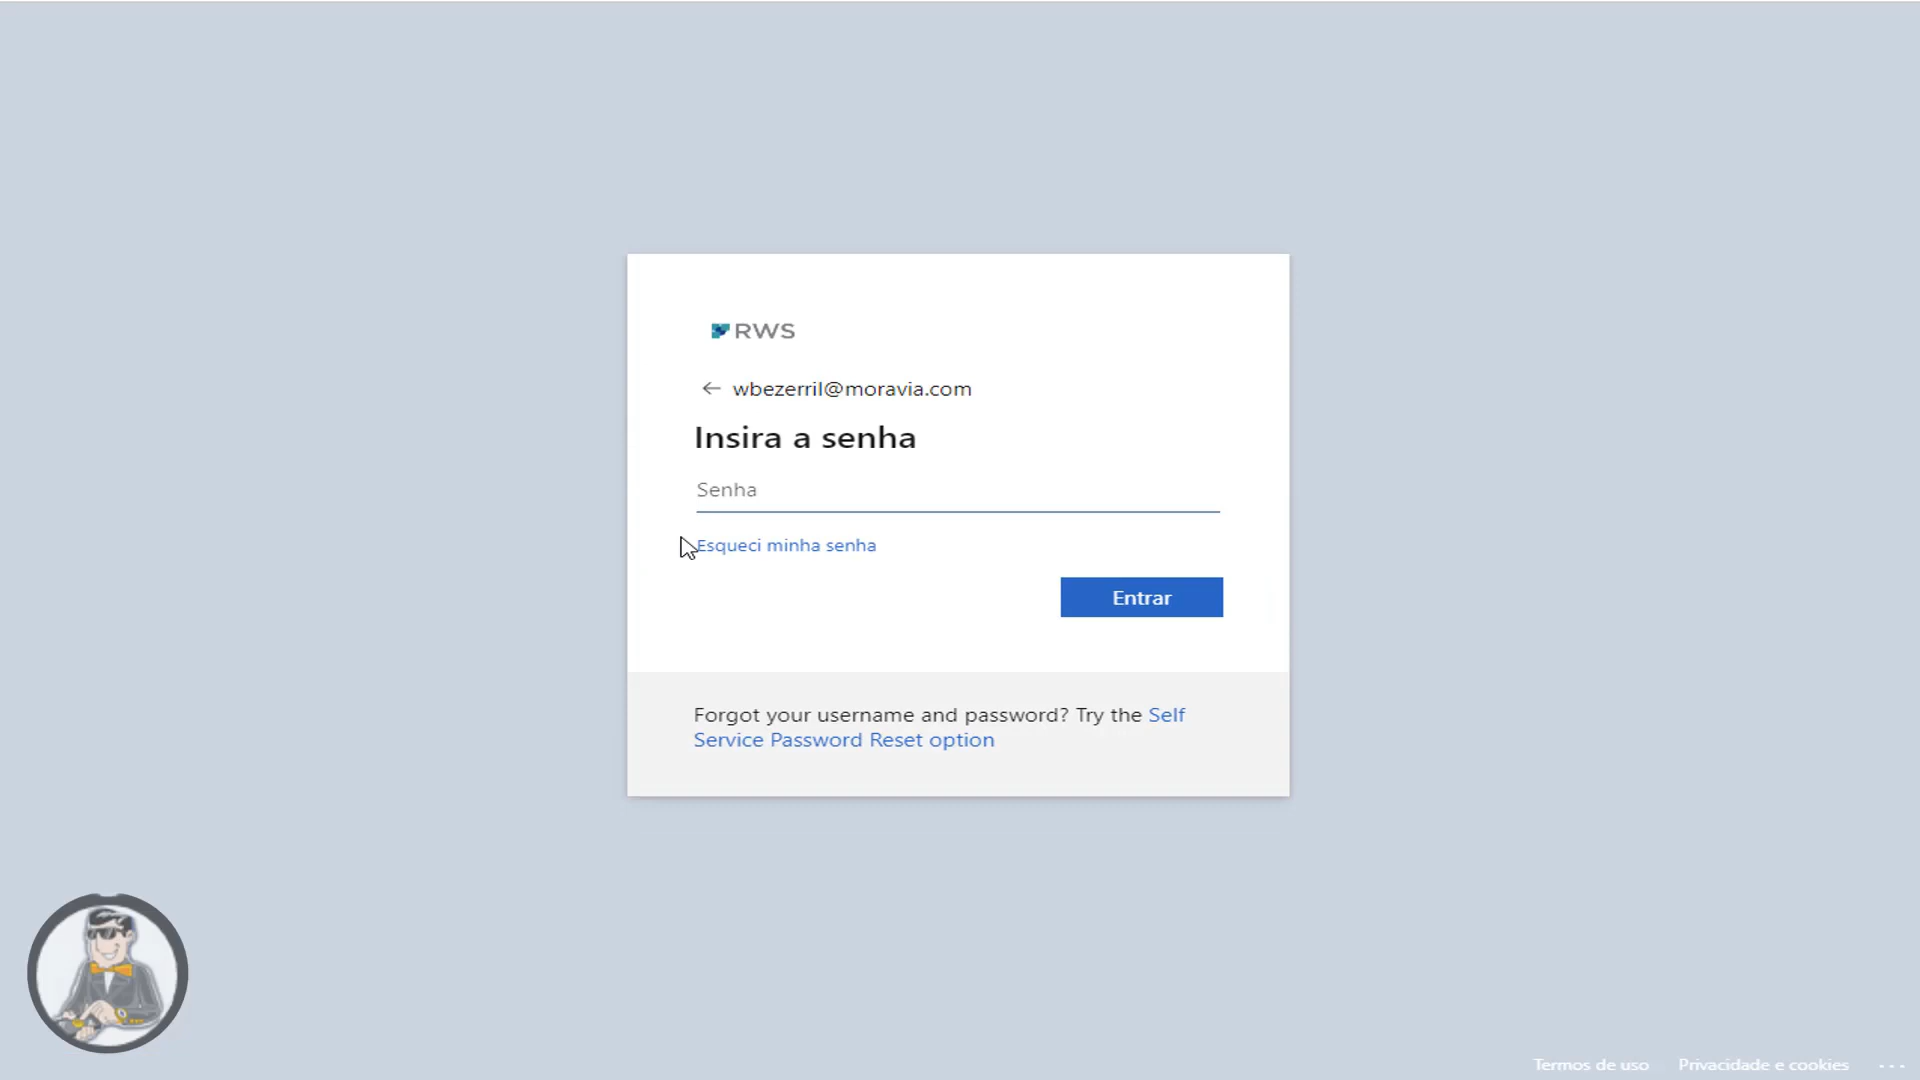 RWS
← wbezerril@moravia.com
Insira a senha
Senha
Esqueci minha senha
Entrar
Forgot your username and password? Try the Self
Service Password Reset option
Termos de uso Privacidade e cookies ...